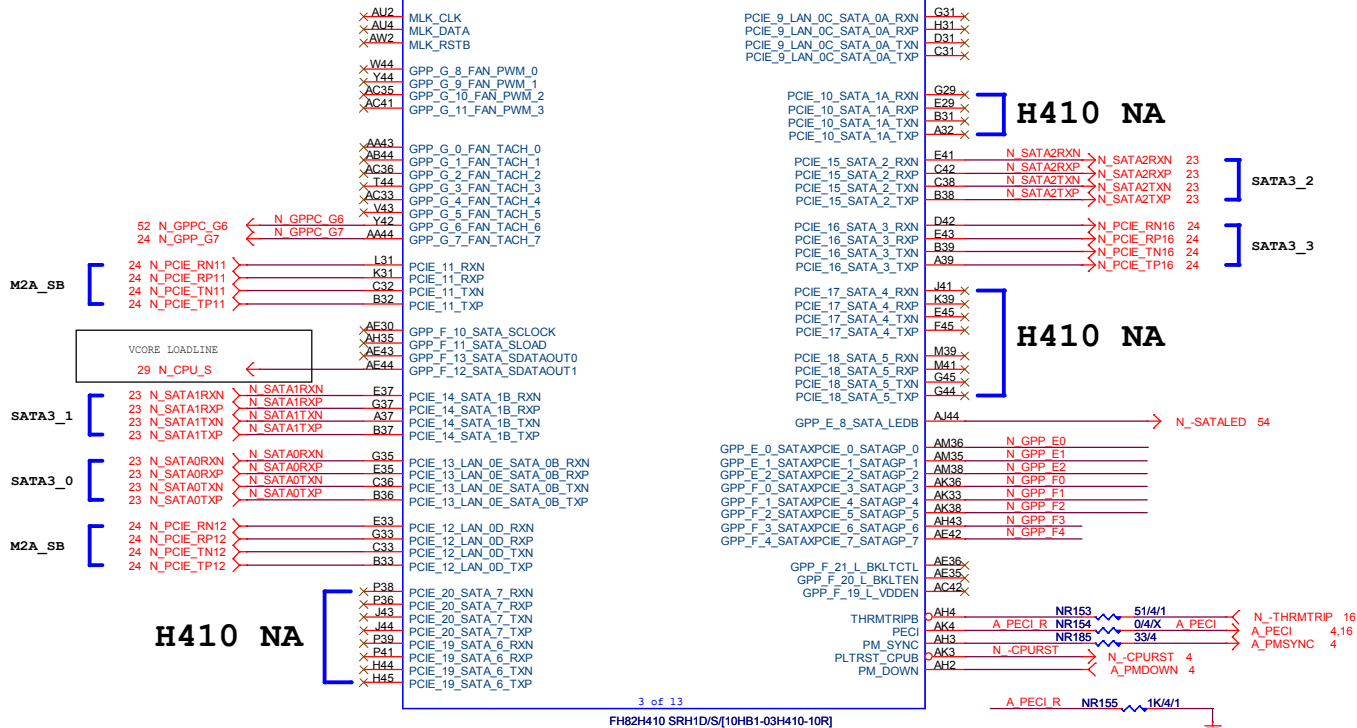 AU2 MLK_CLK
AU4 MLK_DATA
AW2 MLK_RSTB
W44 GPP_G_8_FAN_PWM_0
Y44 GPP_G_9_FAN_PWM_1
AC35 GPP_G_10_FAN_PWM_2
AC41 GPP_G_11_FAN_PWM_3
AA43 GPP_G_0_FAN_TACH_0
AB44 GPP_G_1_FAN_TACH_1
AC36 GPP_G_2_FAN_TACH_2
T44 GPP_G_3_FAN_TACH_3
AC33 GPP_G_4_FAN_TACH_4
V43 GPP_G_5_FAN_TACH_5
52 N_GPPC_G6 N_GPPC_G6 Y42 GPP_G_6_FAN_TACH_6
24 N_GPP_G7 N_GPPC_G7 AA44 GPP_G_7_FAN_TACH_7
M2A_SB
24 N_PCIE_RN11 L31 PCIE_11_RXN
24 N_PCIE_RP11 K31 PCIE_11_RXP
24 N_PCIE_TN11 C32 PCIE_11_TXN
24 N_PCIE_TP11 B32 PCIE_11_TXP
AE30 GPP_F_10_SATA_SCLOCK
AH35 GPP_F_11_SATA_SLOAD
AE43 GPP_F_13_SATA_SDATAOUT0
VCORE LOADLINE
29 N_CPU_S AE44 GPP_F_12_SATA_SDATAOUT1
SATA3_1
23 N_SATA1RXN N_SATA1RXN E37 PCIE_14_SATA_1B_RXN
23 N_SATA1RXP N_SATA1RXP G37 PCIE_14_SATA_1B_RXP
23 N_SATA1TXN N_SATA1TXN A37 PCIE_14_SATA_1B_TXN
23 N_SATA1TXP N_SATA1TXP B37 PCIE_14_SATA_1B_TXP
SATA3_0
23 N_SATA0RXN N_SATA0RXN G35 PCIE_13_LAN_0E_SATA_0B_RXN
23 N_SATA0RXP N_SATA0RXP E35 PCIE_13_LAN_0E_SATA_0B_RXP
23 N_SATA0TXN N_SATA0TXN C36 PCIE_13_LAN_0E_SATA_0B_TXN
23 N_SATA0TXP N_SATA0TXP B36 PCIE_13_LAN_0E_SATA_0B_TXP
M2A_SB
24 N_PCIE_RN12 E33 PCIE_12_LAN_0D_RXN
24 N_PCIE_RP12 G33 PCIE_12_LAN_0D_RXP
24 N_PCIE_TN12 C33 PCIE_12_LAN_0D_TXN
24 N_PCIE_TP12 B33 PCIE_12_LAN_0D_TXP
H410 NA
P38 PCIE_20_SATA_7_RXN
P36 PCIE_20_SATA_7_RXP
J43 PCIE_20_SATA_7_TXN
J44 PCIE_20_SATA_7_TXP
P39 PCIE_19_SATA_6_RXN
P41 PCIE_19_SATA_6_RXP
H44 PCIE_19_SATA_6_TXN
H45 PCIE_19_SATA_6_TXP
PCIE_9_LAN_0C_SATA_0A_RXN G31
PCIE_9_LAN_0C_SATA_0A_RXP H31
PCIE_9_LAN_0C_SATA_0A_TXN D31
PCIE_9_LAN_0C_SATA_0A_TXP C31
PCIE_10_SATA_1A_RXN G29
PCIE_10_SATA_1A_RXP E29
PCIE_10_SATA_1A_TXN B31
PCIE_10_SATA_1A_TXP A32
H410 NA
PCIE_15_SATA_2_RXN E41 N_SATA2RXN N_SATA2RXN 23
PCIE_15_SATA_2_RXP C42 N_SATA2RXP N_SATA2RXP 23
PCIE_15_SATA_2_TXN C38 N_SATA2TXN N_SATA2TXN 23
PCIE_15_SATA_2_TXP B38 N_SATA2TXP N_SATA2TXP 23
SATA3_2
PCIE_16_SATA_3_RXN D42 N_PCIE_RN16 24
PCIE_16_SATA_3_RXP E43 N_PCIE_RP16 24
PCIE_16_SATA_3_TXN B39 N_PCIE_TN16 24
PCIE_16_SATA_3_TXP A39 N_PCIE_TP16 24
SATA3_3
PCIE_17_SATA_4_RXN J41
PCIE_17_SATA_4_RXP K39
PCIE_17_SATA_4_TXN E45
PCIE_17_SATA_4_TXP F45
H410 NA
PCIE_18_SATA_5_RXN M39
PCIE_18_SATA_5_RXP M41
PCIE_18_SATA_5_TXN G45
PCIE_18_SATA_5_TXP G44
GPP_E_8_SATA_LEDB AJ44 N_-SATALED 54
GPP_E_0_SATAXPCIE_0_SATAGP_0 AM36 N_GPP_E0
GPP_E_1_SATAXPCIE_1_SATAGP_1 AM35 N_GPP_E1
GPP_E_2_SATAXPCIE_2_SATAGP_2 AM38 N_GPP_E2
GPP_F_0_SATAXPCIE_3_SATAGP_3 AK36 N_GPP_F0
GPP_F_1_SATAXPCIE_4_SATAGP_4 AK33 N_GPP_F1
GPP_F_2_SATAXPCIE_5_SATAGP_5 AK38 N_GPP_F2
GPP_F_3_SATAXPCIE_6_SATAGP_6 AH43 N_GPP_F3
GPP_F_4_SATAXPCIE_7_SATAGP_7 AE42 N_GPP_F4
GPP_F_21_L_BKLTCTL AE36
GPP_F_20_L_BKLTEN AE35
GPP_F_19_L_VDDEN AC42
THRMTRIPB AH4 NR153 51/4/1 N_-THRMTRIP 16
PECI AK4 A_PECI_R NR154 0/4/X A_PECI A_PECI 4,16
PM_SYNC AH3 NR185 33/4 A_PMSYNC 4
PLTRST_CPUB AK3 N_-CPURST N_-CPURST 4
PM_DOWN AH2 A_PMDOWN 4
A_PECI_R NR155 1K/4/1
3 of 13
FH82H410 SRH1D/S/[10HB1-03H410-10R]